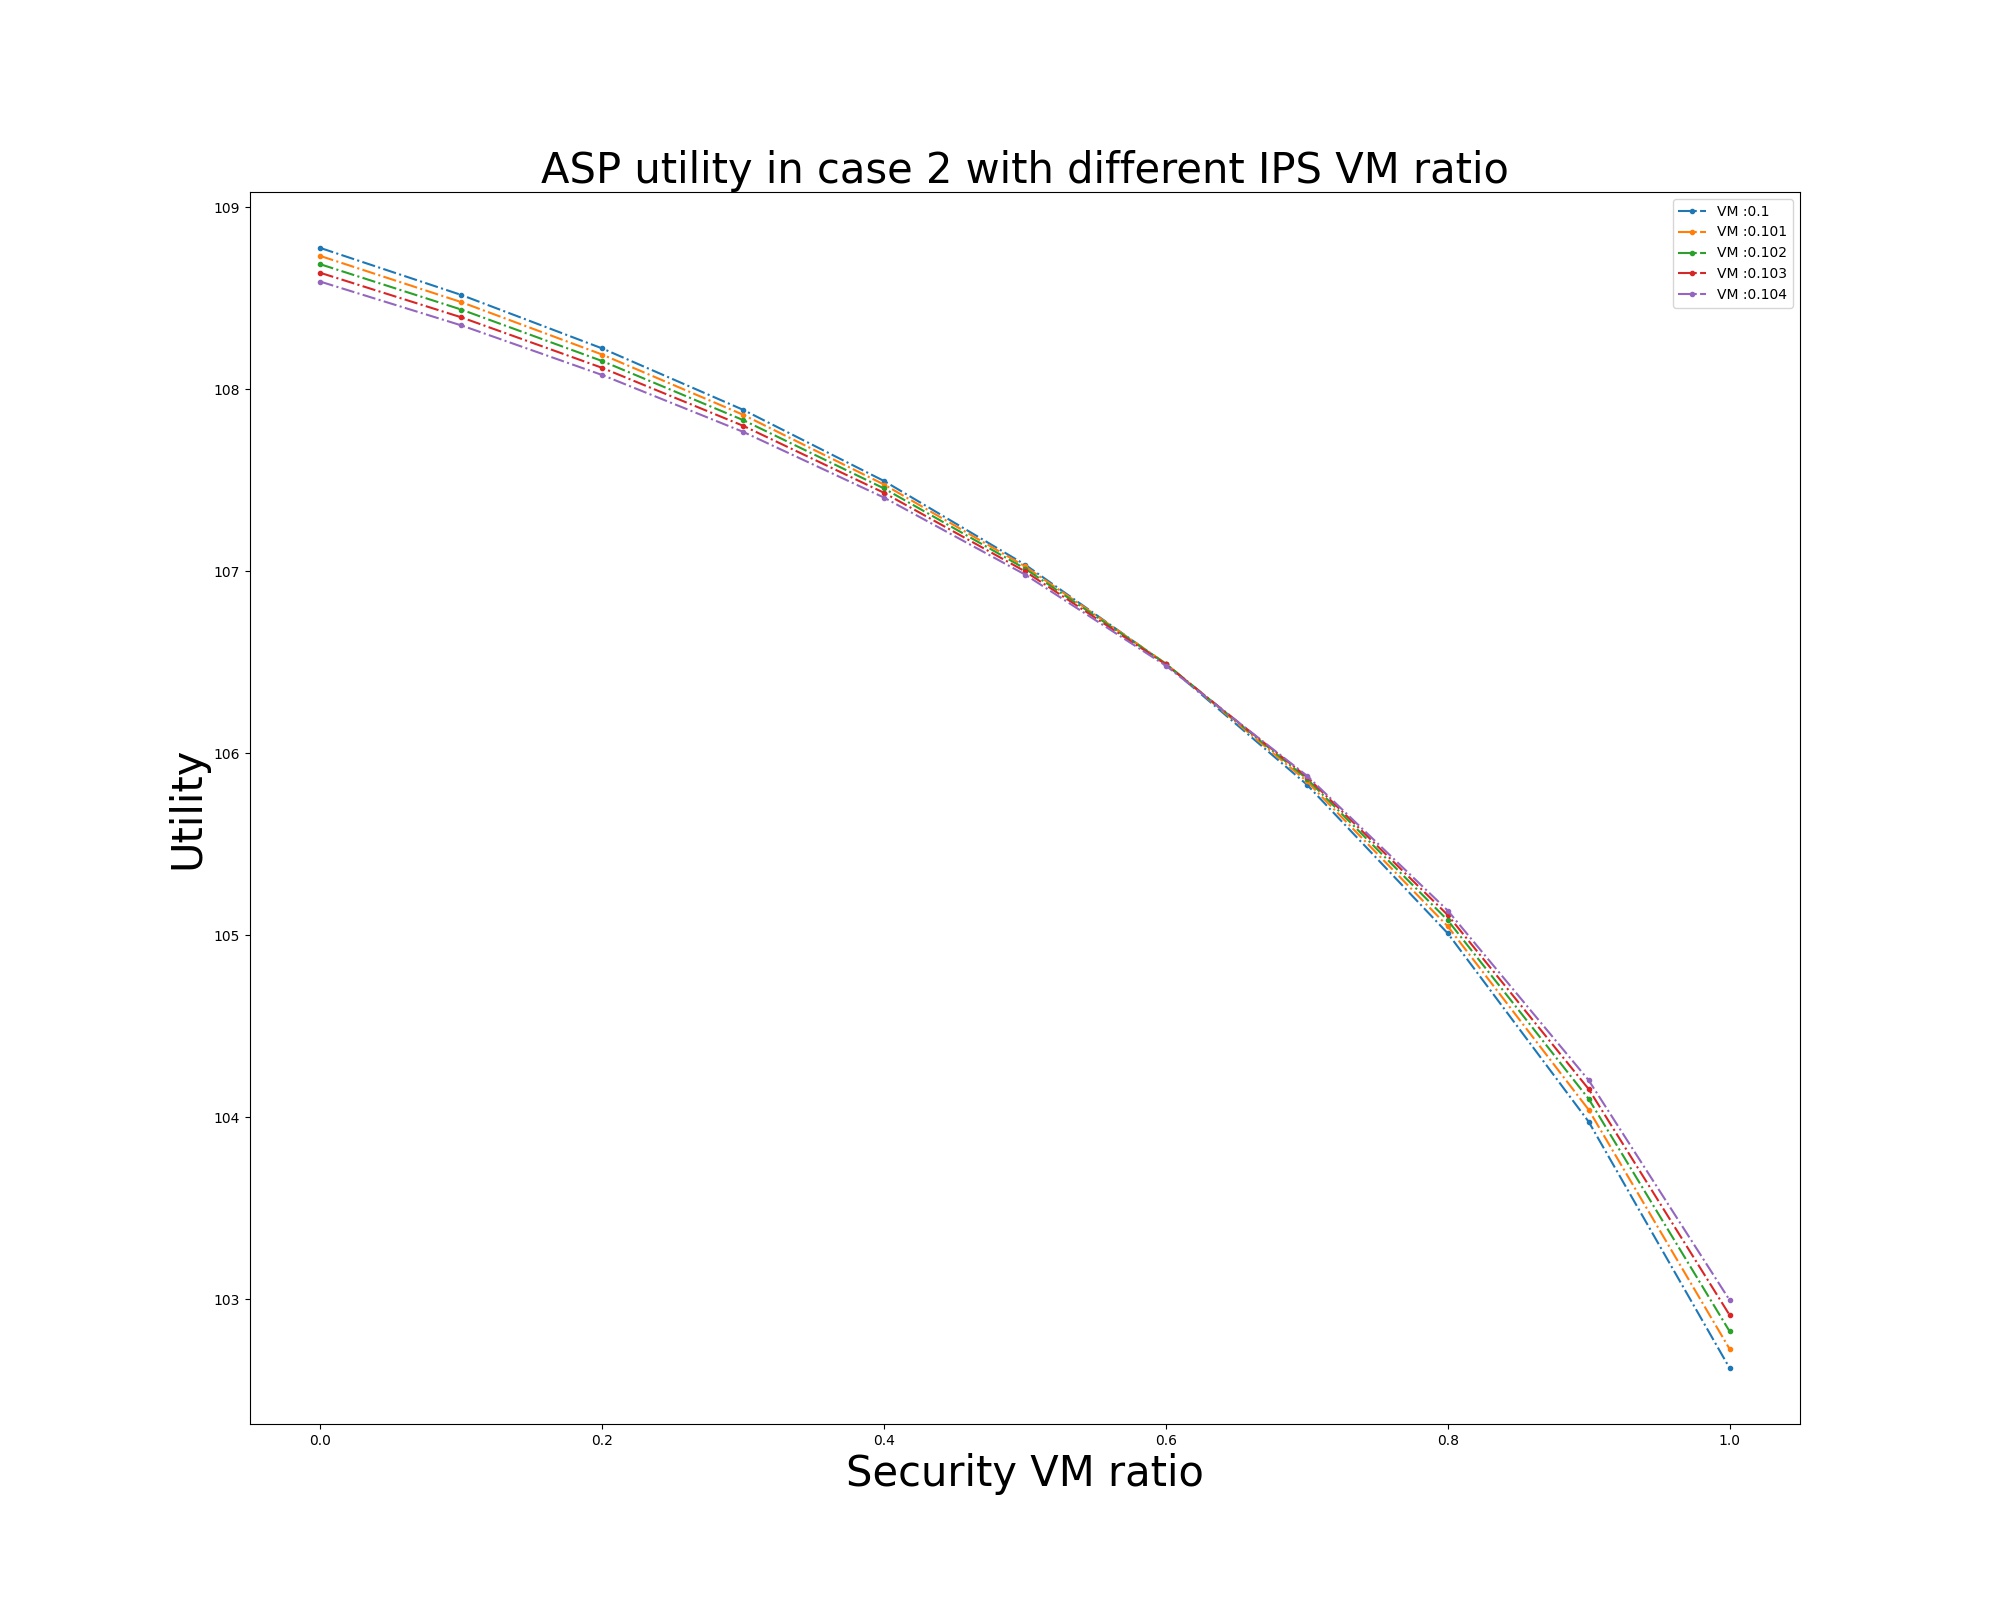 ASP utility in case 2 with different IPS VM ratio
109
108
107
106
105
104
103
Utility
VM :0.1
VM :0.101
VM :0.102
VM :0.103
VM :0.104
0.0 0.2 0.4 0.6 0.8 1.0
Security VM ratio